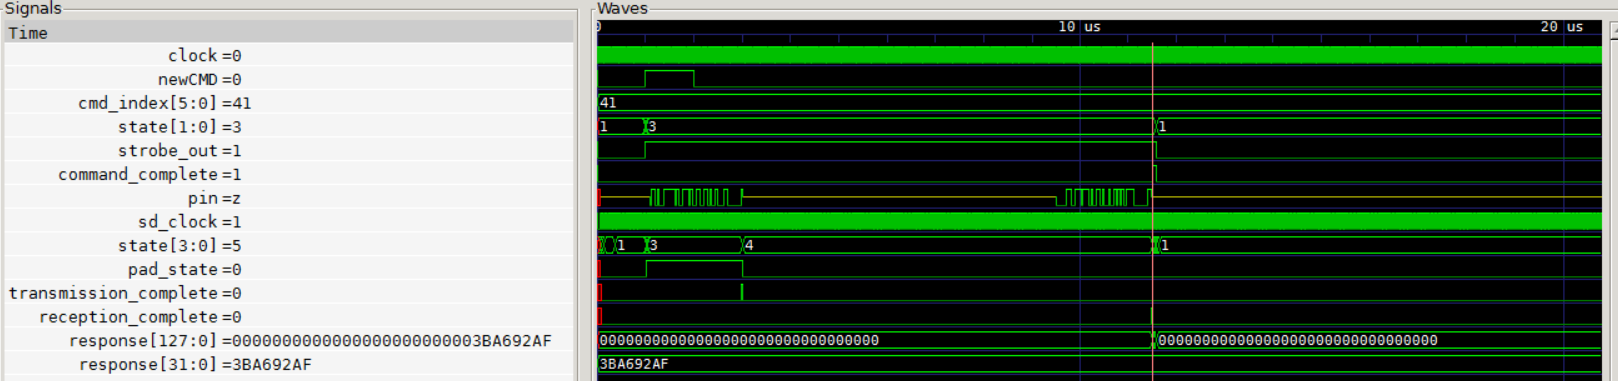 Signals
Waves
Time
0 10 us 20 us
clock=0
newCMD=0
cmd_index[5:0]=41 41
state[1:0]=3 1 3 1
strobe_out=1
command_complete=1
pin=z
sd_clock=1
state[3:0]=5 1 3 4 1
pad_state=0
transmission_complete=0
reception_complete=0
response[127:0]=0000000000000000000000003BA692AF 00000000000000000000000000000000 00000000000000000000000000000000
response[31:0]=3BA692AF 3BA692AF